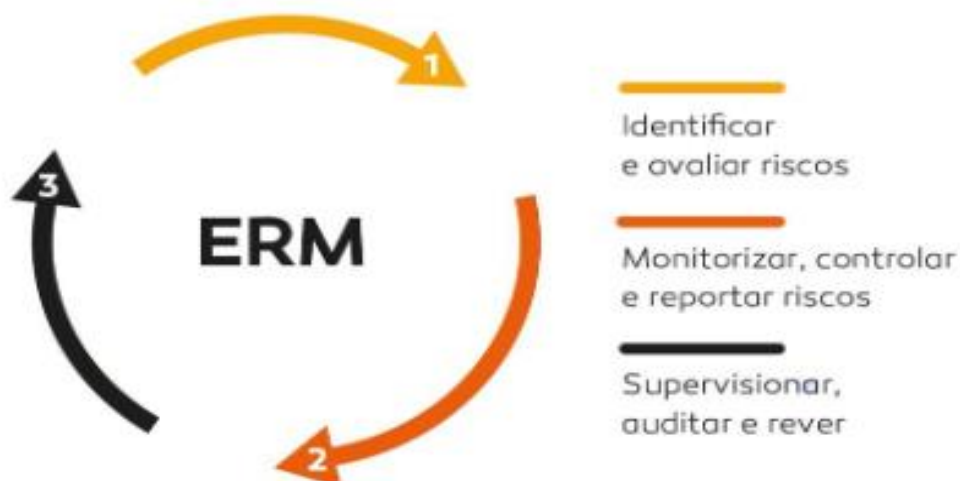 1
Identificar
e avaliar riscos
3
ERM
Monitorizar, controlar
e reportar riscos
Supervisionar,
auditar e rever
2